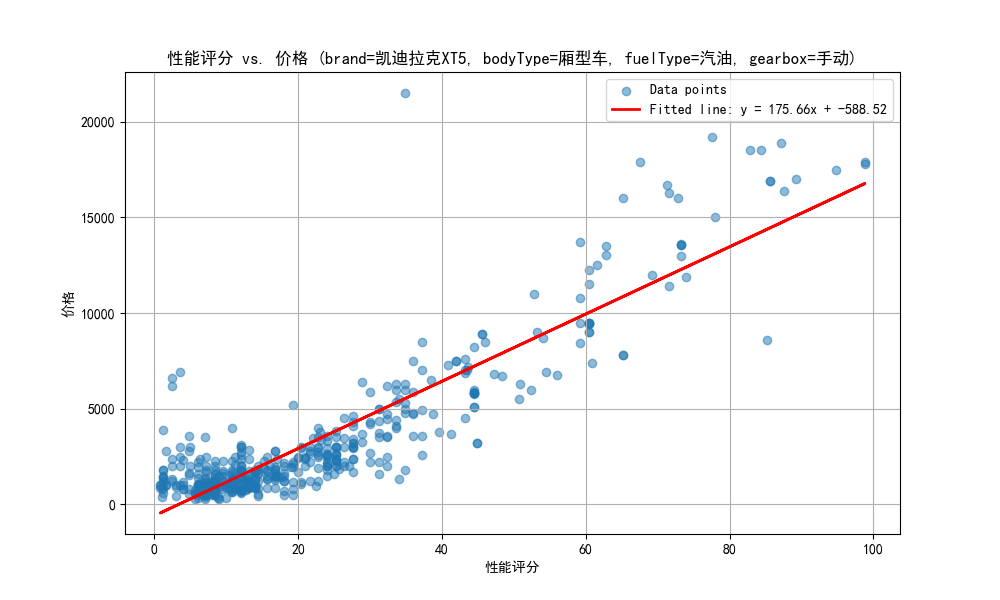 性能评分 vs. 价格 (brand=凯迪拉克XT5, bodyType=厢型车, fuelType=汽油, gearbox=手动)
Data points
Fitted line: y = 175.66x + -588.52
20000
15000
10000
5000
0
价格
0 20 40 60 80 100
性能评分